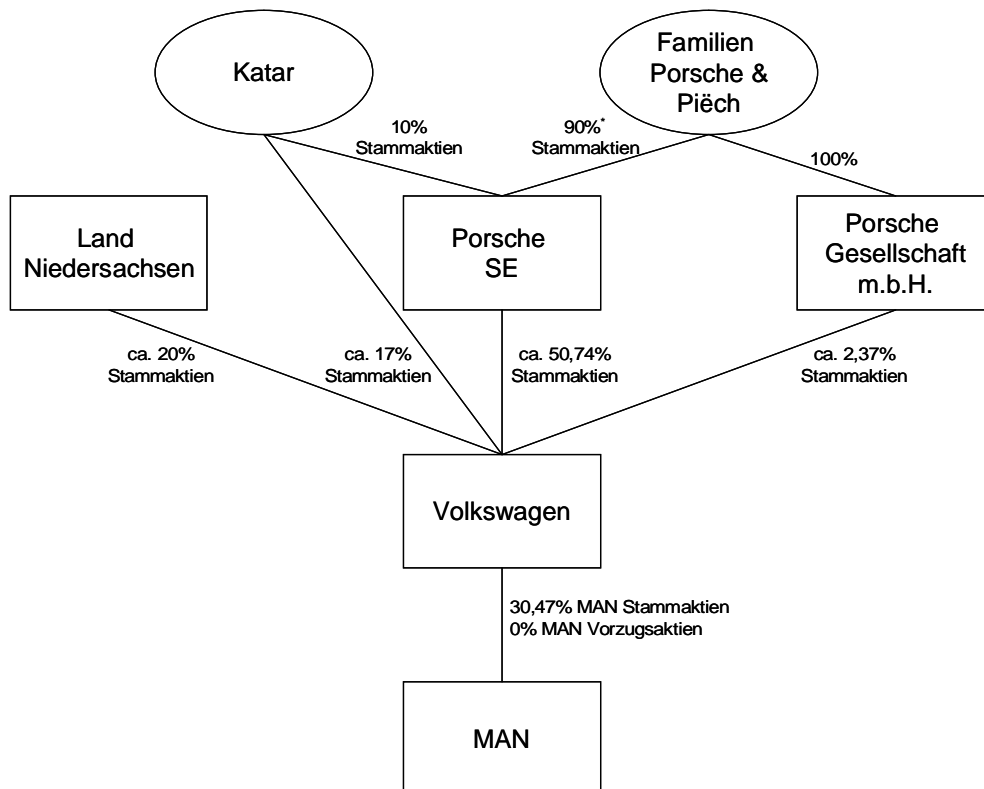 Katar
Familien
Porsche &
Piëch
10%
Stammaktien
90%*
Stammaktien
100%
Land
Niedersachsen
Porsche
SE
Porsche
Gesellschaft
m.b.H.
ca. 20%
Stammaktien
ca. 17%
Stammaktien
ca. 50,74%
Stammaktien
ca. 2,37%
Stammaktien
Volkswagen
30,47% MAN Stammaktien
0% MAN Vorzugsaktien
MAN